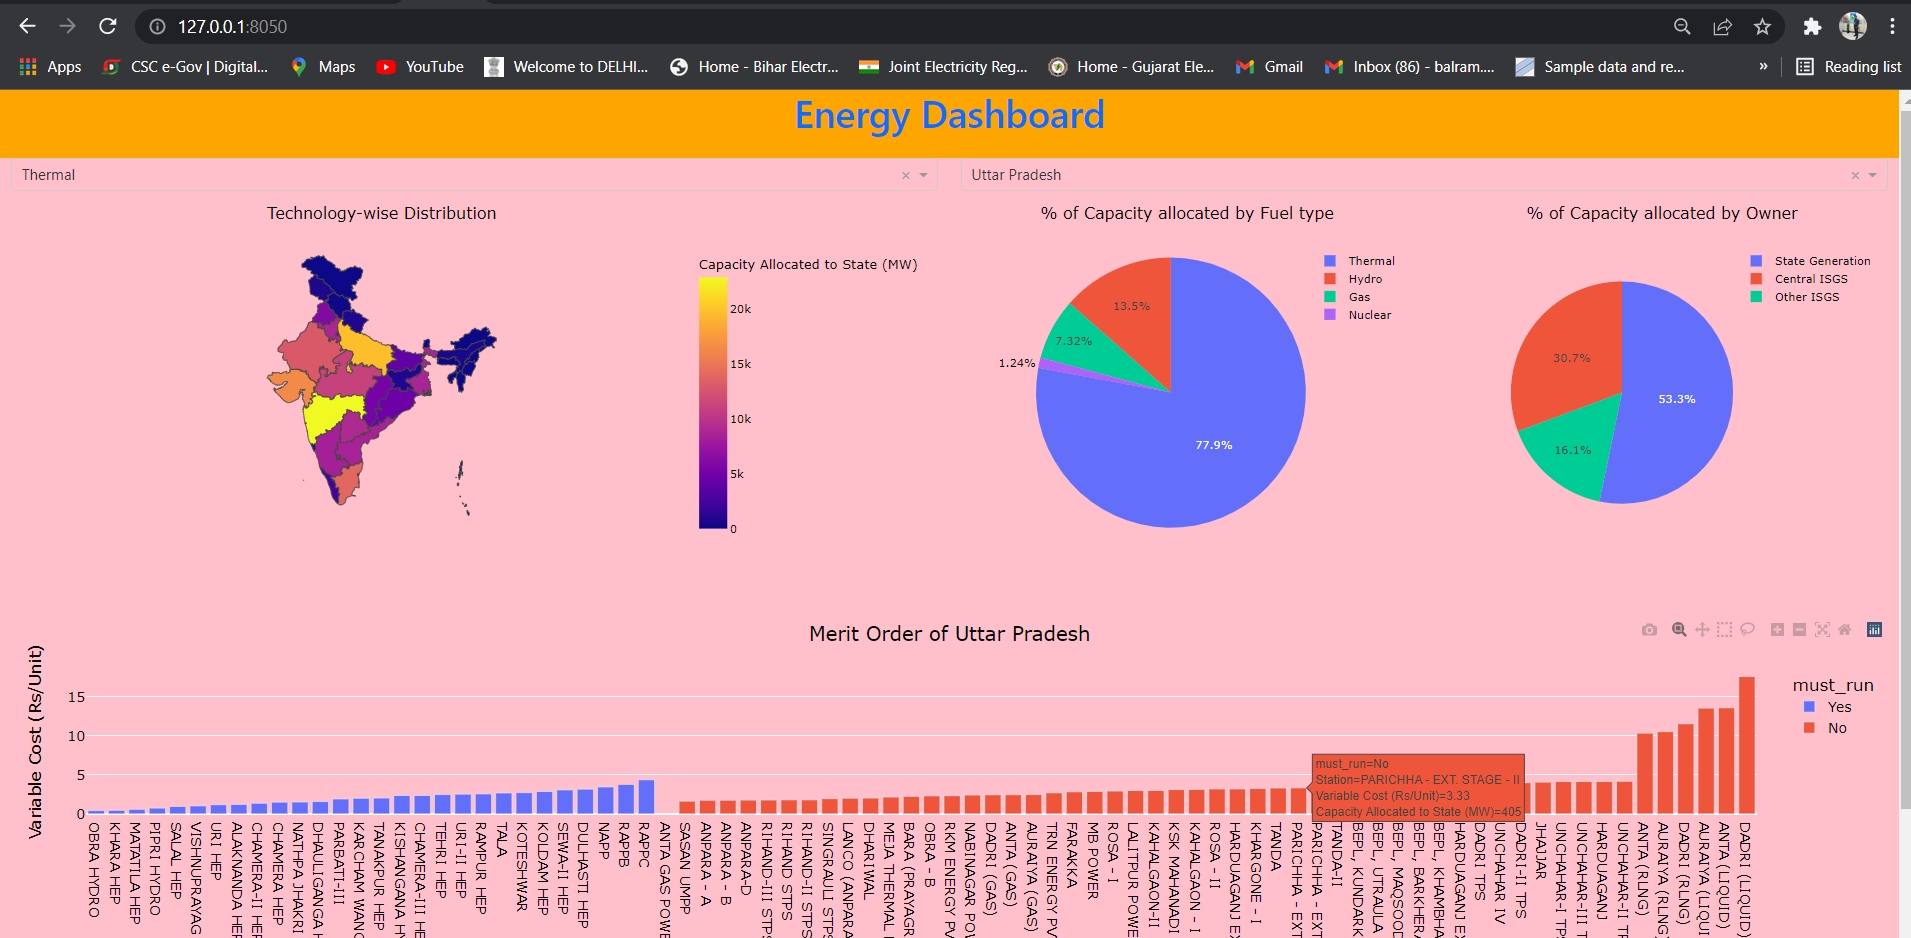 127.0.0.1:8050
Apps
CSC e-Gov | Digital...
Maps
YouTube
Welcome to DELHI...
Home - Bihar Electr...
Joint Electricity Reg...
Home - Gujarat Ele...
Gmail
Inbox (86) - balram....
Sample data and re...
»
Reading list
Energy Dashboard
Thermal
Uttar Pradesh
Technology-wise Distribution
Capacity Allocated to State (MW)
20k
15k
10k
5k
0
% of Capacity allocated by Fuel type
Thermal
Hydro
Gas
Nuclear
13.5%
7.32%
1.24%
77.9%
% of Capacity allocated by Owner
State Generation
Central ISGS
Other ISGS
30.7%
53.3%
16.1%
Merit Order of Uttar Pradesh
Variable Cost (Rs/Unit)
15
10
5
0
must_run
Yes
No
must_run=No
Station=PARICHHA - EXT. STAGE - II
Variable Cost (Rs/Unit)=3.33
Capacity Allocated to State (MW)=405
OBRA HYDRO
KHARA HEP
MATATILA HEP
PIPRI HYDRO
SALAL HEP
VISHNUPRAYAG
URI HEP
ALAKNANDA HEP
CHAMERA-II HEP
CHAMERA HEP
NATHPA JHAKRI
DHAULIGANGA H
PARBATI-III
KARCHAM WANG
TANAKPUR HEP
KISHANGANA HY
CHAMERA-III HE
TEHRI HEP
URI-II HEP
RAMPUR HEP
TALA
KOTESHWAR
KOLDAM HEP
SEWA-II HEP
DULHASTI HEP
NAPP
RAPPB
RAPPC
ANTA GAS POWE
SASAN UMPP
ANPARA - A
ANPARA - B
ANPARA-D
RIHAND-III STPS
RIHAND STPS
RIHAND-II STPS
SINGRAULI STPS
LANCO (ANPARA
DHARIWAL
MEJA THERMAL
BARA (PRAYAGR
OBRA - B
RKM ENERGY PV
NABINAGAR POW
DADRI (GAS)
ANTA (GAS)
AURAIYA (GAS)
TRN ENERGY PV
FARAKKA
MB POWER
ROSA - I
LALITPUR POWE
KAHALGAON-II
KSK MAHANADI
KAHALGAON - I
ROSA - II
HARDUAGANJ EX
KHARGONE - I
TANDA
PARICHHA - EXT
PARICHHA - EXT
TANDA-II
BEPL, KUNDARK
BEPL, UTRAULA
BEPL, MAQSOOD
BEPL, BARKHERA
BEPL, KHAMBHA
HARDUAGANJ EX
DADRI TPS
UNCHAHAR IV
DADRI-II TPS
JHAJJAR
UNCHAHAR-I TPS
UNCHAHAR-III T
HARDUAGANJ
UNCHAHAR-II TP
ANTA (RLNG)
AURAIYA (RLNG)
DADRI (RLNG)
AURAIYA (LIQUI
ANTA (LIQUID)
DADRI (LIQUID)